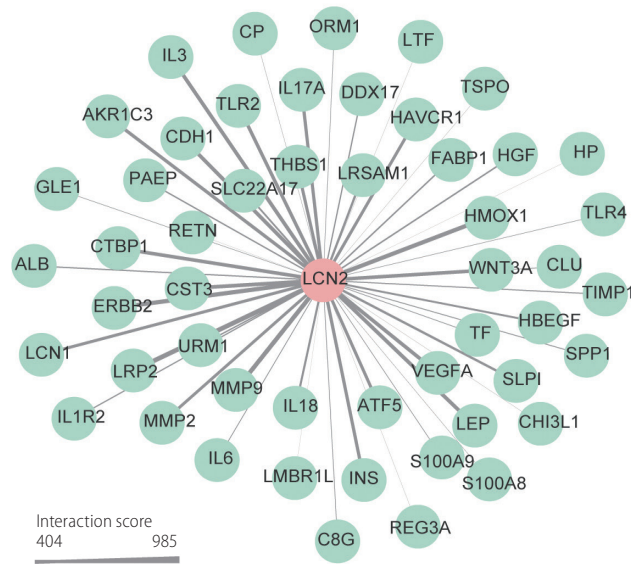 ORM1
CP
LTF
IL3
TSPO
IL17A
DDX17
TLR2
AKR1C3
HAVCR1
CDH1
HP
HGF
FABP1
THBS1
LRSAM1
PAEP
SLC22A17
GLE1
TLR4
HMOX1
RETN
CTBP1
ALB
WNT3A
CLU
LCN2
CST3
TIMP1
ERBB2
HBEGF
TF
URM1
LCN1
SPP1
LRP2
VEGFA
SLPI
MMP9
ATF5
IL18
IL1R2
MMP2
LEP
CHI3L1
S100A9
IL6
LMBR1L
INS
S100A8
Interaction score
REG3A
404 985
C8G